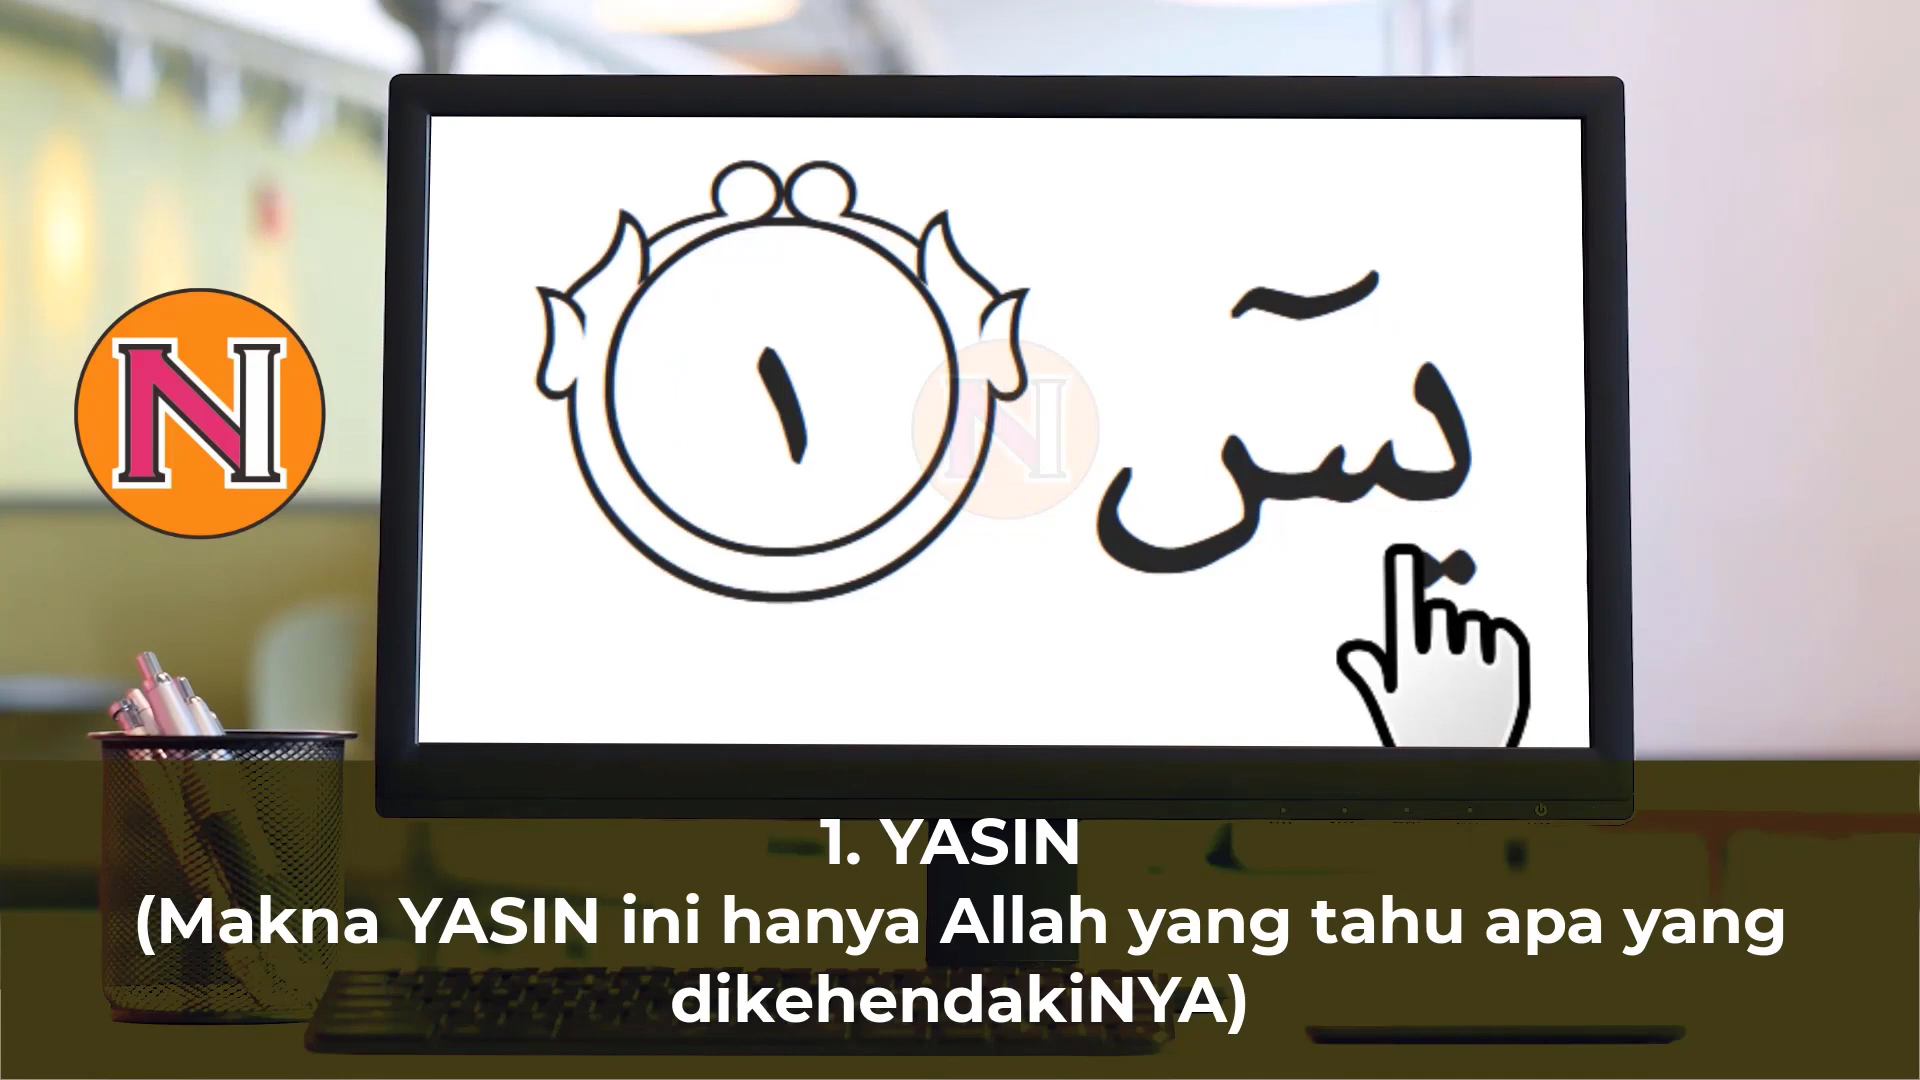 يسٓ ١
N
N
1. YASIN
(Makna YASIN ini hanya Allah yang tahu apa yang
dikehendakiNYA)